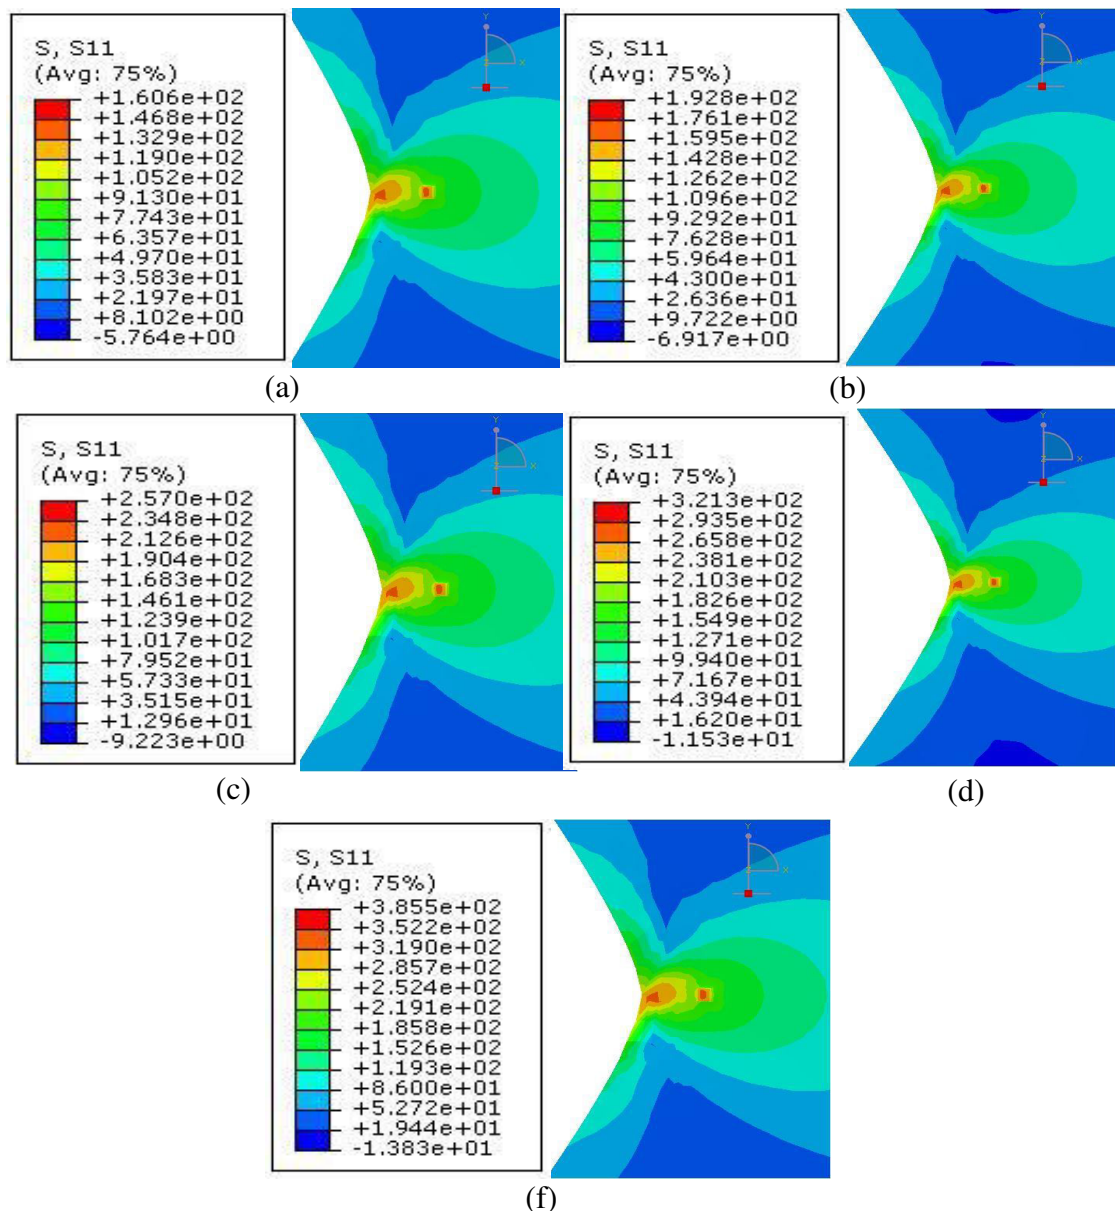 S, S11
(Avg: 75%)
+1.606e+02
+1.468e+02
+1.329e+02
+1.190e+02
+1.052e+02
+9.130e+01
+7.743e+01
+6.357e+01
+4.970e+01
+3.583e+01
+2.197e+01
+8.102e+00
-5.764e+00
Y
Z
X
(a)
S, S11
(Avg: 75%)
+1.928e+02
+1.761e+02
+1.595e+02
+1.428e+02
+1.262e+02
+1.096e+02
+9.292e+01
+7.628e+01
+5.964e+01
+4.300e+01
+2.636e+01
+9.722e+00
-6.917e+00
Y
Z
X
(b)
S, S11
(Avg: 75%)
+2.570e+02
+2.348e+02
+2.126e+02
+1.904e+02
+1.683e+02
+1.461e+02
+1.239e+02
+1.017e+02
+7.952e+01
+5.733e+01
+3.515e+01
+1.296e+01
-9.223e+00
Y
Z
X
(c)
S, S11
(Avg: 75%)
+3.213e+02
+2.935e+02
+2.658e+02
+2.381e+02
+2.103e+02
+1.826e+02
+1.549e+02
+1.271e+02
+9.940e+01
+7.167e+01
+4.394e+01
+1.620e+01
-1.153e+01
Y
Z
X
(d)
S, S11
(Avg: 75%)
+3.855e+02
+3.522e+02
+3.190e+02
+2.857e+02
+2.524e+02
+2.191e+02
+1.858e+02
+1.526e+02
+1.193e+02
+8.600e+01
+5.272e+01
+1.944e+01
-1.383e+01
Y
Z
X
(f)